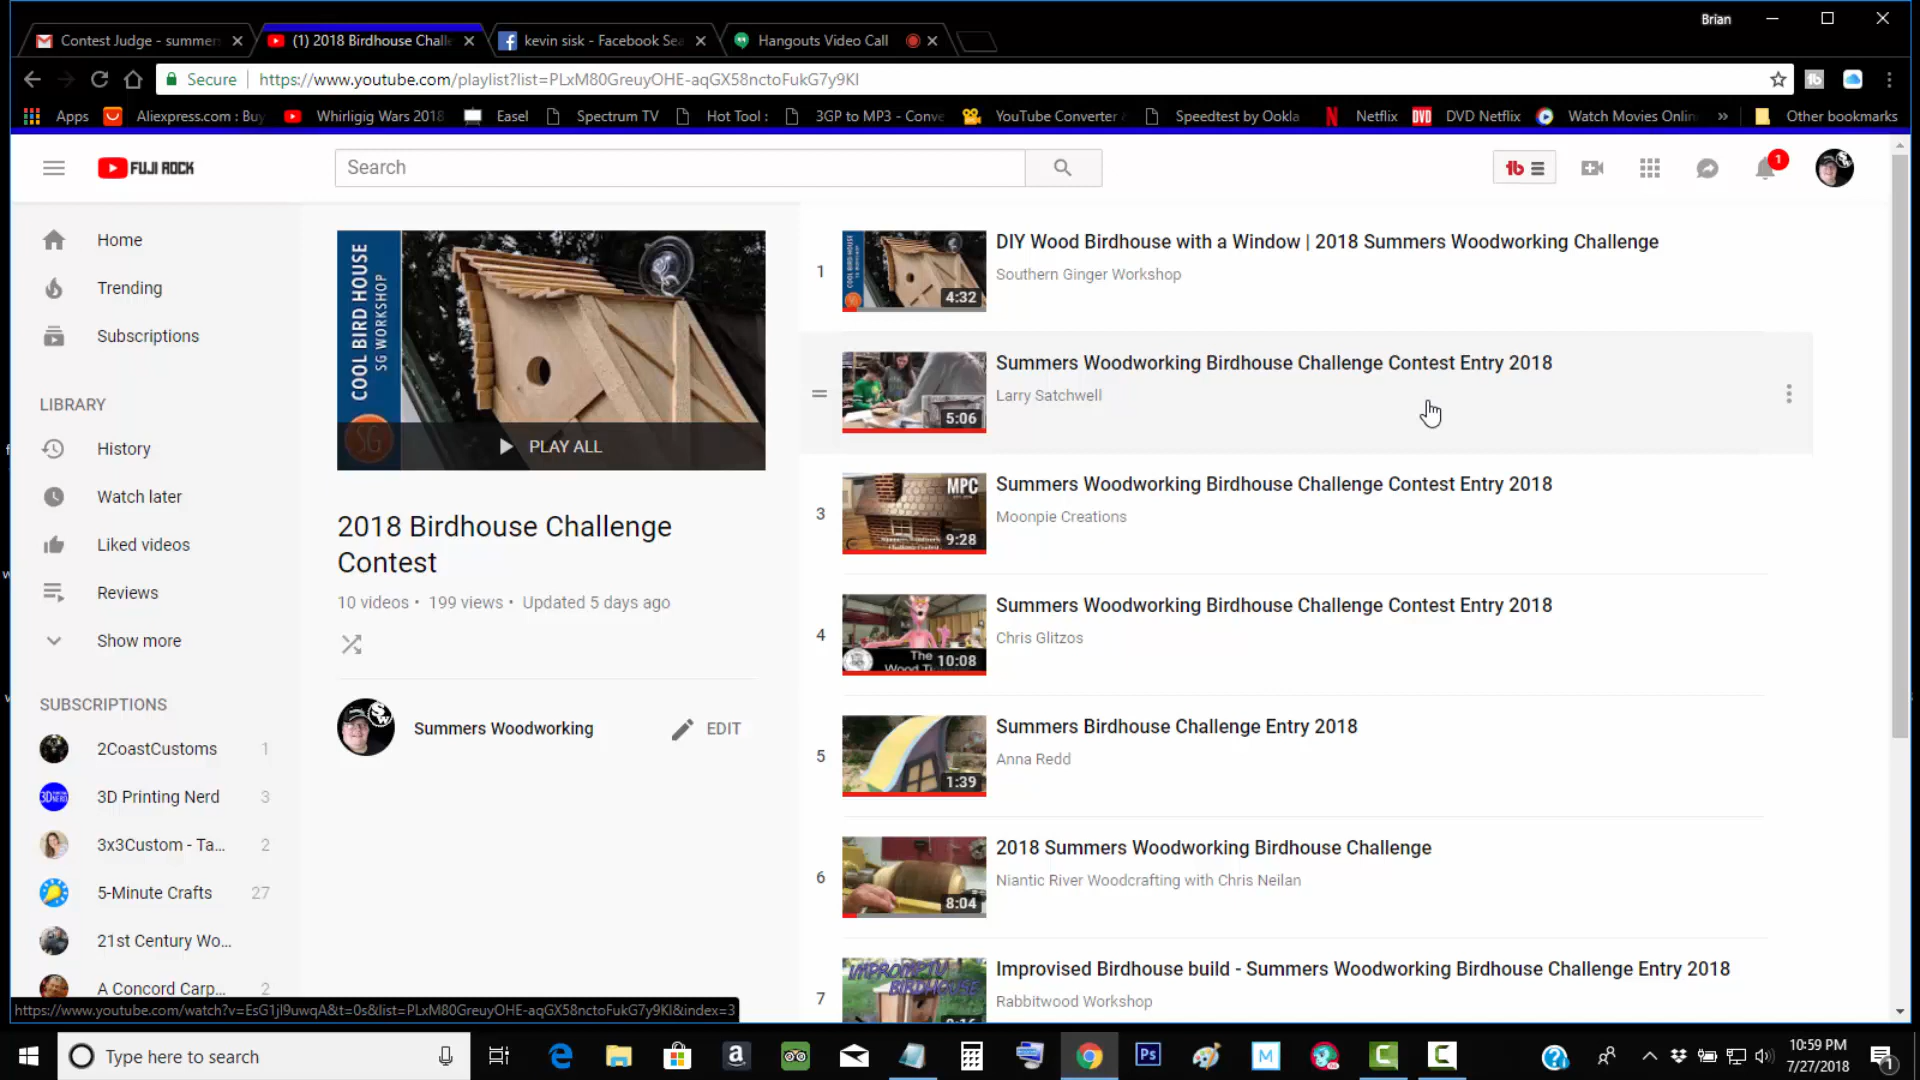 Brian
Contest Judge - summer
(1) 2018 Birdhouse Chall
kevin sisk - Facebook Sea
Hangouts Video Call
Secure
https://www.youtube.com/playlist?list=PLxM80GreuyOHE-aqGX58nctoFukG7y9KI
Apps
Aliexpress.com : Buy
Whirligig Wars 2018
Easel
Spectrum TV
Hot Tool :
3GP to MP3 - Conve
YouTube Converter
Speedtest by Ookla
Netflix
DVD DVD Netflix
Watch Movies Onlin
»
Other bookmarks
FUJI ROCK
Search
1
Home
Trending
Subscriptions
LIBRARY
History
Watch later
Liked videos
Reviews
Show more
SUBSCRIPTIONS
2CoastCustoms 1
3D Printing Nerd 3
3x3Custom - Ta... 2
5-Minute Crafts 27
21st Century Wo...
A Concord Carp... 2
COOL BIRD HOUSE
SG WORKSHOP
SG
PLAY ALL
2018 Birdhouse Challenge
Contest
10 videos • 199 views • Updated 5 days ago
Summers Woodworking
EDIT
1
4:32
DIY Wood Birdhouse with a Window | 2018 Summers Woodworking Challenge
Southern Ginger Workshop
5:06
Summers Woodworking Birdhouse Challenge Contest Entry 2018
Larry Satchwell
3
MPC
9:28
Summers Woodworking Birdhouse Challenge Contest Entry 2018
Moonpie Creations
4
The
10:08
Summers Woodworking Birdhouse Challenge Contest Entry 2018
Chris Glitzos
5
1:39
Summers Birdhouse Challenge Entry 2018
Anna Redd
6
8:04
2018 Summers Woodworking Birdhouse Challenge
Niantic River Woodcrafting with Chris Neilan
7
IMPROMPTU
BIRDHOUSE
Improvised Birdhouse build - Summers Woodworking Birdhouse Challenge Entry 2018
Rabbitwood Workshop
https://www.youtube.com/watch?v=EsG1jl9uwqA&t=0s&list=PLxM80GreuyOHE-aqGX58nctoFukG7y9KI&index=3
Type here to search
10:59 PM
7/27/2018
1